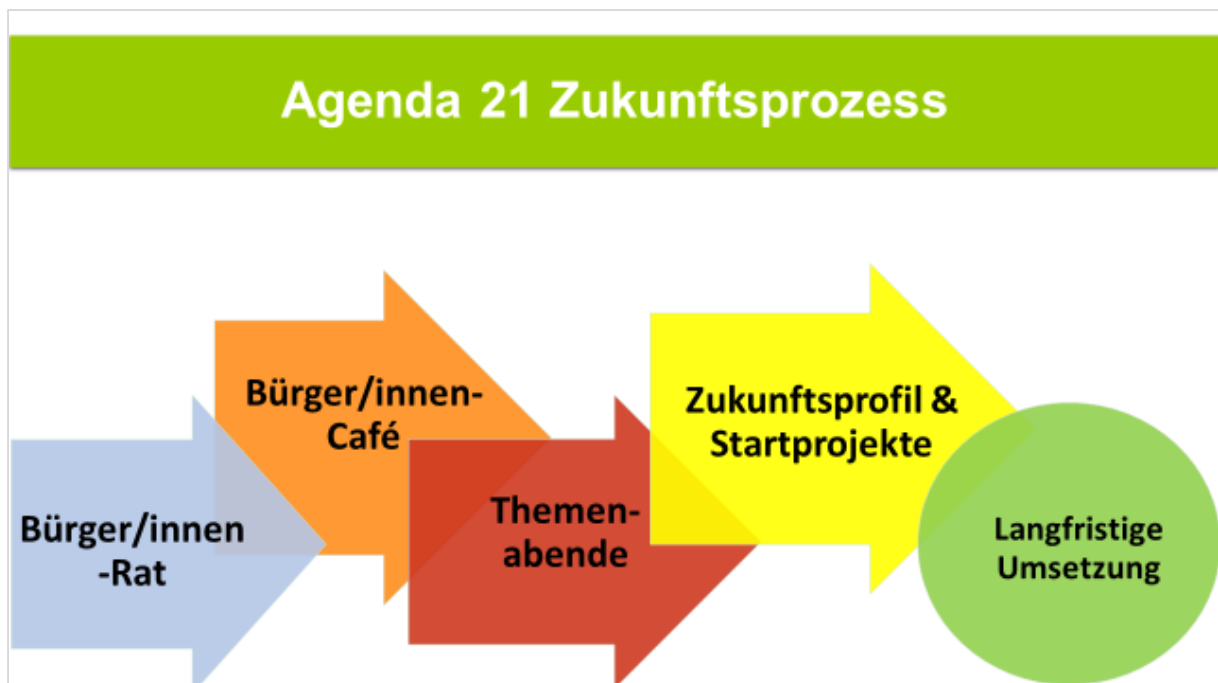 Agenda 21 Zukunftsprozess
Bürger/innen
-Rat
Bürger/innen-
Café
Themen-
abende
Zukunftsprofil &
Startprojekte
Langfristige
Umsetzung